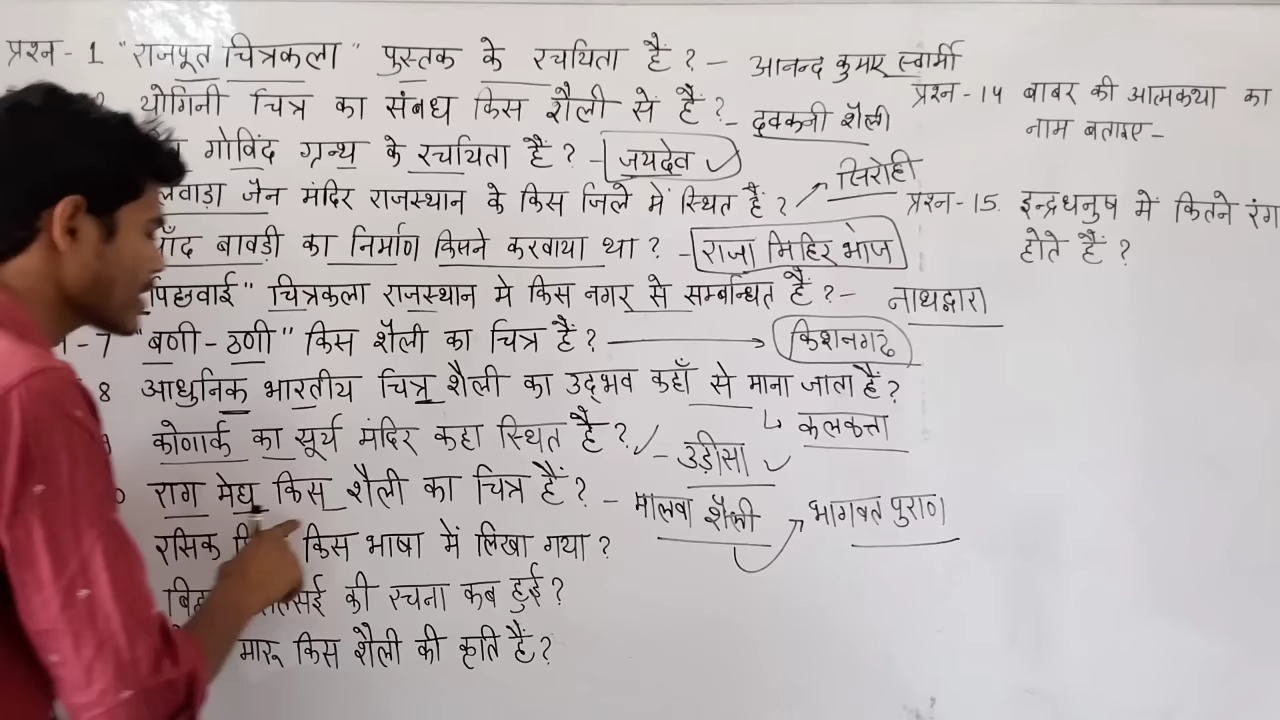 प्रश्न - 1 "राजपूत चित्रकला" पुस्तक के रचयिता हैं ? - आनन्द कुमार स्वामी
योगिनी चित्र का संबध किस शैली सें हैं ? - दक्कनी शैली
गोविंद ग्रन्थ के रचयिता हैं ? - जयदेव
लवाड़ा जैन मंदिर राजस्थान के किस जिले में स्थित हैं ? सिरोही
ाँद बावड़ी का निर्माण किसने करवाया था ? - राजा मिहिर भोज
पिछवाई" चित्रकला राजस्थान मे किस नगर से सम्बन्धित हैं ? - नाथद्वारा
- 7 "बणी - ठणी" किस शैली का चित्र हैं ? किशनगढ
8 आधुनिक भारतीय चित्र शैली का उद्भव कहाँ से माना जाता हैं ?
कलकत्ता
कोणार्क का सूर्य मंदिर कहा स्थित हैं ? - उड़ीसा
राग मेघ किस शैली का चित्र हैं ? - मालवा शैली भागवत पुराण
रसिक किस भाषा में लिखा गया ?
की रचना कब हुई ?
मारू किस शैली की कृति हैं ?
प्रश्न - 14 बाबर की आत्मकथा का
नाम बताइए -
प्रश्न - 15. इन्द्रधनुष में कितने रंग
होते हैं ?